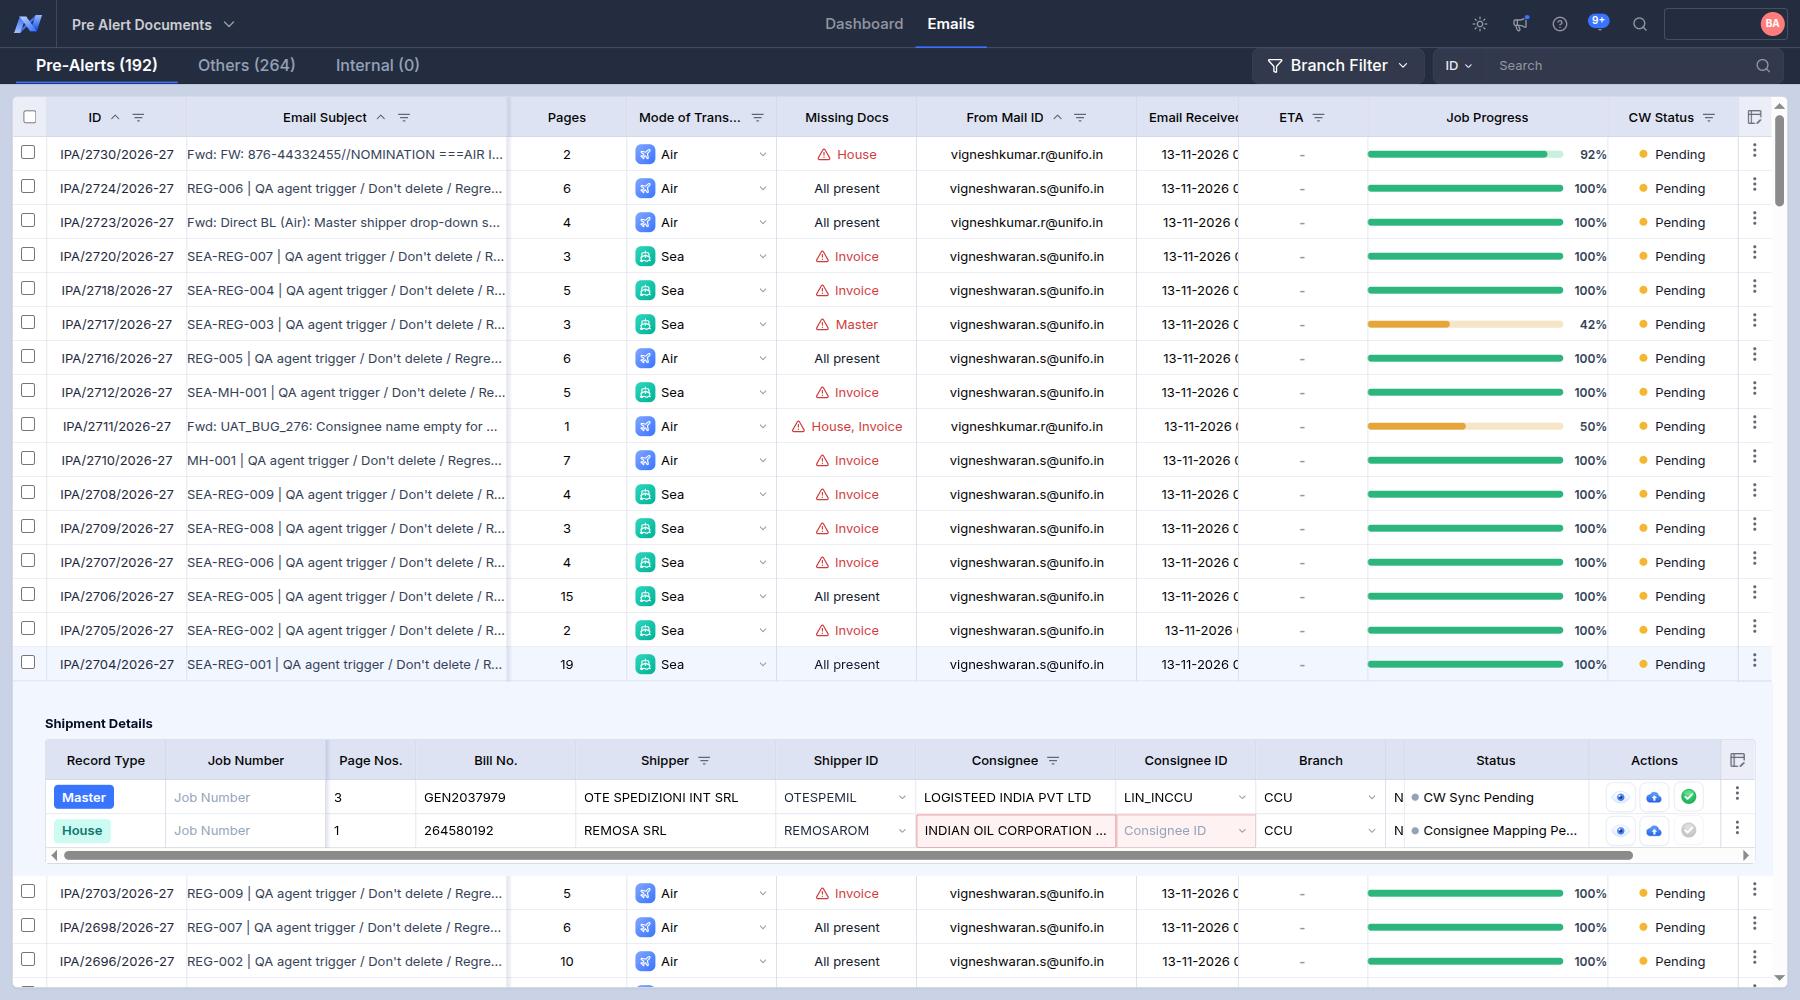 Pre Alert Documents
Dashboard
Emails
9+
BA
Pre-Alerts (192)
Others (264)
Internal (0)
Branch Filter
ID
Search
ID Email Subject Pages Mode of Trans... Missing Docs From Mail ID Email Received ETA Job Progress CW Status
IPA/2730/2026-27 Fwd: FW: 876-44332455//NOMINATION ===AIR I... 2 Air House vigneshkumar.r@unifo.in 13-11-2026 0 - 92% Pending
IPA/2724/2026-27 REG-006 | QA agent trigger / Don't delete / Regre... 6 Air All present vigneshwaran.s@unifo.in 13-11-2026 0 - 100% Pending
IPA/2723/2026-27 Fwd: Direct BL (Air): Master shipper drop-down s... 4 Air All present vigneshkumar.r@unifo.in 13-11-2026 0 - 100% Pending
IPA/2720/2026-27 SEA-REG-007 | QA agent trigger / Don't delete / R... 3 Sea Invoice vigneshwaran.s@unifo.in 13-11-2026 0 - 100% Pending
IPA/2718/2026-27 SEA-REG-004 | QA agent trigger / Don't delete / R... 5 Sea Invoice vigneshwaran.s@unifo.in 13-11-2026 0 - 100% Pending
IPA/2717/2026-27 SEA-REG-003 | QA agent trigger / Don't delete / R... 3 Sea Master vigneshwaran.s@unifo.in 13-11-2026 0 - 42% Pending
IPA/2716/2026-27 REG-005 | QA agent trigger / Don't delete / Regre... 6 Air All present vigneshwaran.s@unifo.in 13-11-2026 0 - 100% Pending
IPA/2712/2026-27 SEA-MH-001 | QA agent trigger / Don't delete / Re... 5 Sea Invoice vigneshwaran.s@unifo.in 13-11-2026 0 - 100% Pending
IPA/2711/2026-27 Fwd: UAT_BUG_276: Consignee name empty for ... 1 Air House, Invoice vigneshkumar.r@unifo.in 13-11-2026 0 - 50% Pending
IPA/2710/2026-27 MH-001 | QA agent trigger / Don't delete / Regres... 7 Air Invoice vigneshwaran.s@unifo.in 13-11-2026 0 - 100% Pending
IPA/2708/2026-27 SEA-REG-009 | QA agent trigger / Don't delete / R... 4 Sea Invoice vigneshwaran.s@unifo.in 13-11-2026 0 - 100% Pending
IPA/2709/2026-27 SEA-REG-008 | QA agent trigger / Don't delete / R... 3 Sea Invoice vigneshwaran.s@unifo.in 13-11-2026 0 - 100% Pending
IPA/2707/2026-27 SEA-REG-006 | QA agent trigger / Don't delete / R... 4 Sea Invoice vigneshwaran.s@unifo.in 13-11-2026 0 - 100% Pending
IPA/2706/2026-27 SEA-REG-005 | QA agent trigger / Don't delete / R... 15 Sea All present vigneshwaran.s@unifo.in 13-11-2026 0 - 100% Pending
IPA/2705/2026-27 SEA-REG-002 | QA agent trigger / Don't delete / R... 2 Sea Invoice vigneshwaran.s@unifo.in 13-11-2026 - 100% Pending
IPA/2704/2026-27 SEA-REG-001 | QA agent trigger / Don't delete / R... 19 Sea All present vigneshwaran.s@unifo.in 13-11-2026 0 - 100% Pending
Shipment Details
Record Type Job Number Page Nos. Bill No. Shipper Shipper ID Consignee Consignee ID Branch Status Actions
Master Job Number 3 GEN2037979 OTE SPEDIZIONI INT SRL OTESPEMIL LOGISTEED INDIA PVT LTD LIN_INCCU CCU N CW Sync Pending
House Job Number 1 264580192 REMOSA SRL REMOSAROM INDIAN OIL CORPORATION ... Consignee ID CCU N Consignee Mapping Pe...
IPA/2703/2026-27 REG-009 | QA agent trigger / Don't delete / Regre... 5 Air Invoice vigneshwaran.s@unifo.in 13-11-2026 0 - 100% Pending
IPA/2698/2026-27 REG-007 | QA agent trigger / Don't delete / Regre... 6 Air All present vigneshwaran.s@unifo.in 13-11-2026 0 - 100% Pending
IPA/2696/2026-27 REG-002 | QA agent trigger / Don't delete / Regre... 10 Air All present vigneshwaran.s@unifo.in 13-11-2026 0 - 100% Pending